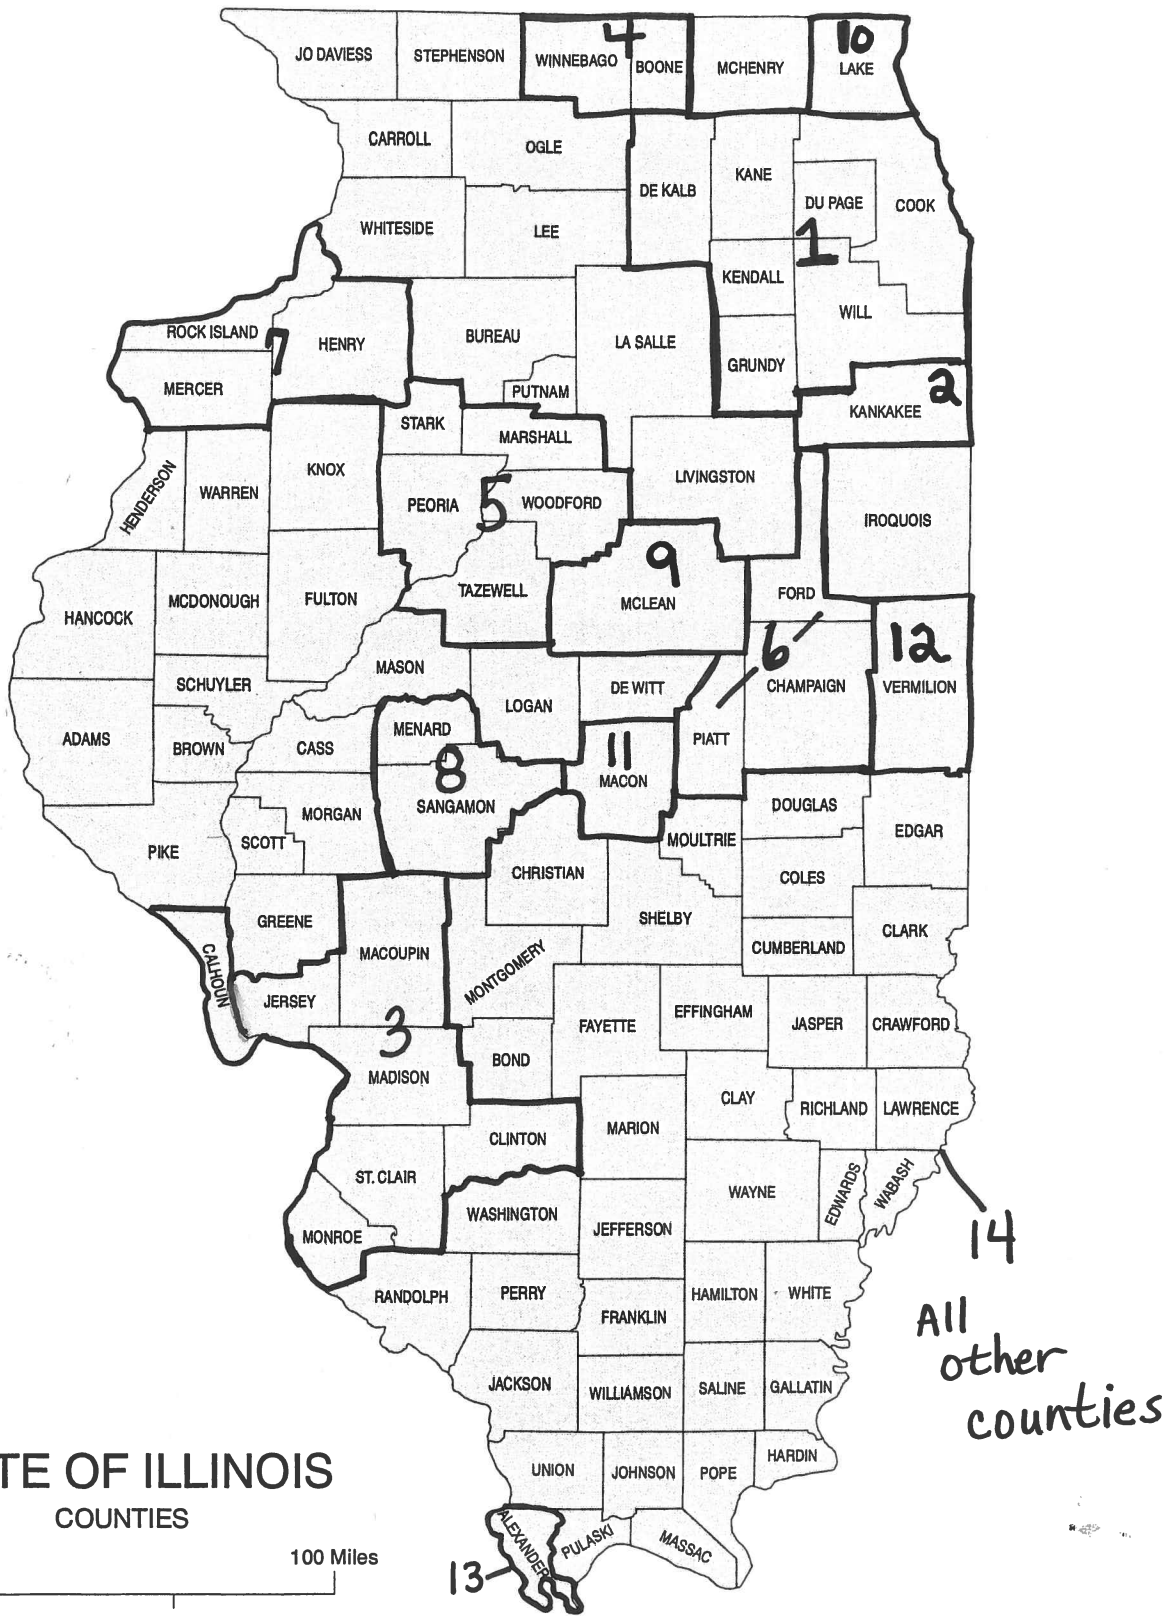 JO DAVIESS
STEPHENSON
WINNEBAGO
4
BOONE
MCHENRY
10
LAKE
CARROLL
OGLE
DE KALB
KANE
DU PAGE
COOK
WHITESIDE
LEE
1
KENDALL
WILL
ROCK ISLAND
7
HENRY
BUREAU
LA SALLE
GRUNDY
MERCER
PUTNAM
2
KANKAKEE
STARK
MARSHALL
HENDERSON
WARREN
KNOX
PEORIA
5
WOODFORD
LIVINGSTON
IROQUOIS
HANCOCK
MCDONOUGH
FULTON
TAZEWELL
9
MCLEAN
FORD
6
12
MASON
SCHUYLER
LOGAN
DE WITT
CHAMPAIGN
VERMILION
ADAMS
BROWN
CASS
MENARD
8
11
MACON
PIATT
MORGAN
SANGAMON
DOUGLAS
PIKE
SCOTT
CHRISTIAN
MOULTRIE
EDGAR
COLES
GREENE
MACOUPIN
SHELBY
CLARK
CALHOUN
MONTGOMERY
CUMBERLAND
JERSEY
3
FAYETTE
EFFINGHAM
JASPER
CRAWFORD
MADISON
BOND
CLAY
RICHLAND
LAWRENCE
CLINTON
MARION
ST. CLAIR
WAYNE
EDWARDS
WABASH
MONROE
WASHINGTON
JEFFERSON
14
RANDOLPH
PERRY
FRANKLIN
HAMILTON
WHITE
All
other
counties
JACKSON
WILLIAMSON
SALINE
GALLATIN
UNION
JOHNSON
POPE
HARDIN
ALEXANDER
PULASKI
MASSAC
13
TE OF ILLINOIS
COUNTIES
100 Miles